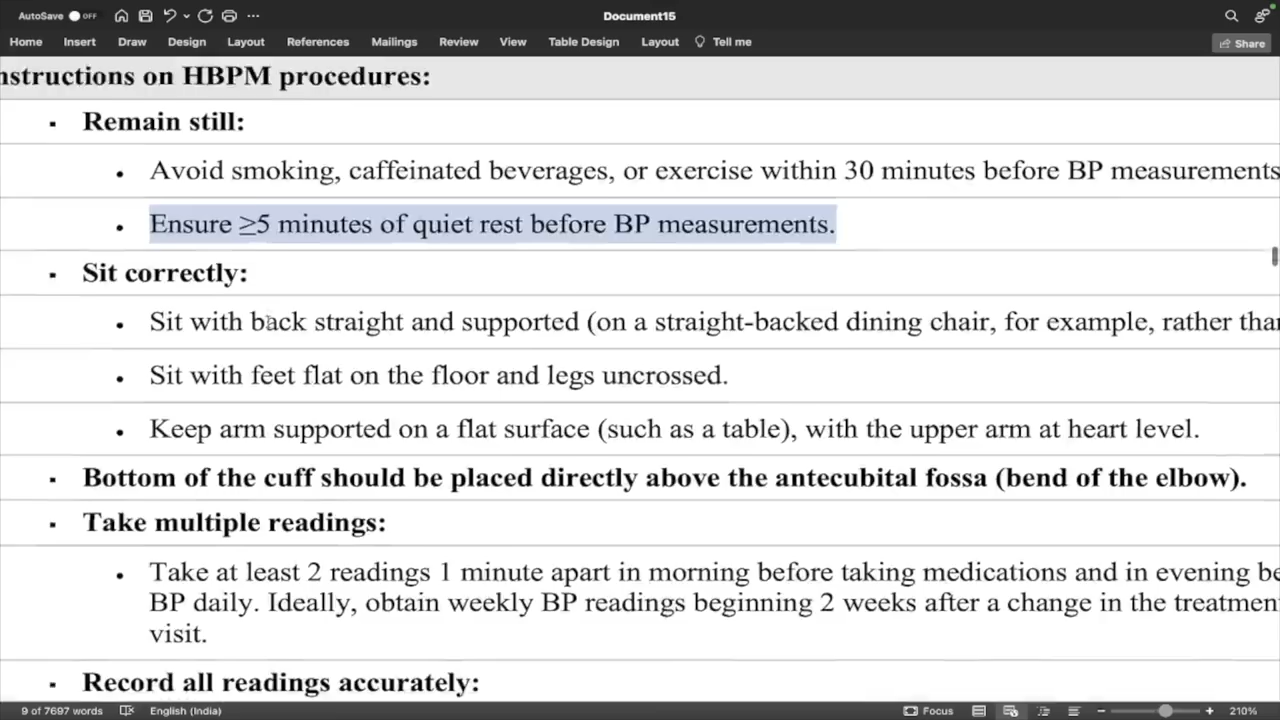 AutoSave OFF Document15
Home Insert Draw Design Layout References Mailings Review View Table Design Layout Tell me Share
nstructions on HBPM procedures:
▪ Remain still:
• Avoid smoking, caffeinated beverages, or exercise within 30 minutes before BP measurements
• Ensure ≥5 minutes of quiet rest before BP measurements.
▪ Sit correctly:
• Sit with back straight and supported (on a straight-backed dining chair, for example, rather than
• Sit with feet flat on the floor and legs uncrossed.
• Keep arm supported on a flat surface (such as a table), with the upper arm at heart level.
▪ Bottom of the cuff should be placed directly above the antecubital fossa (bend of the elbow).
▪ Take multiple readings:
• Take at least 2 readings 1 minute apart in morning before taking medications and in evening be
BP daily. Ideally, obtain weekly BP readings beginning 2 weeks after a change in the treatmen
visit.
▪ Record all readings accurately:
9 of 7697 words English (India) Focus 210%